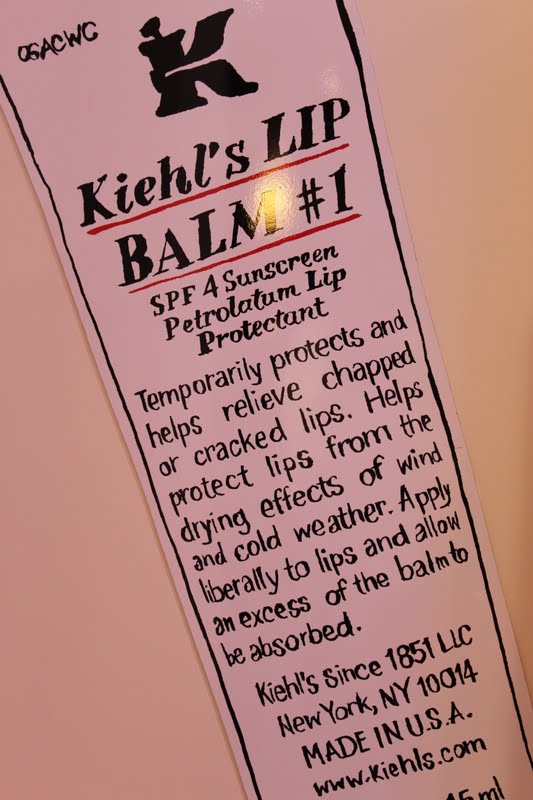 05ACWC
Kiehl's LIP
BALM #1
SPF 4 Sunscreen
Petrolatum Lip
Protectant
Temporarily protects and
helps relieve chapped
or cracked lips. Helps
protect lips from the
drying effects of wind
and cold weather. Apply
liberally to lips and allow
an excess of the balm to
be absorbed.
Kiehl's Since 1851 LLC
New York, NY 10014
MADE IN U.S.A.
www.kiehls.com
15 ml